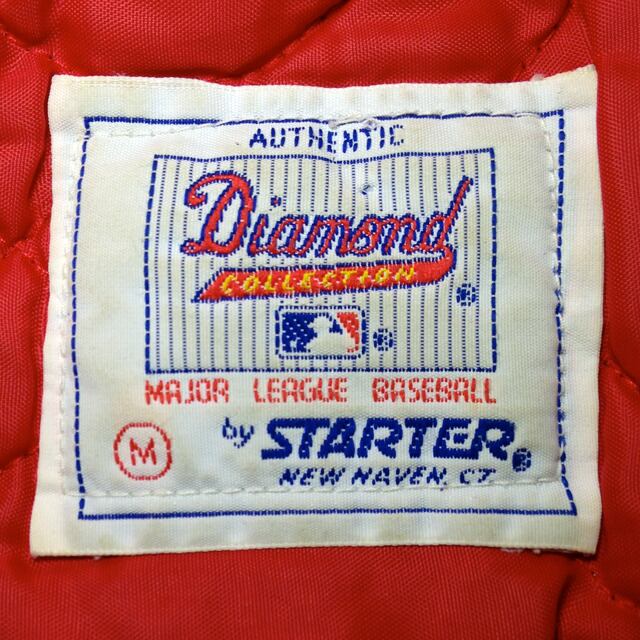 AUTHENTIC
Diamond
COLLECTION
®
®
MAJOR LEAGUE BASEBALL
M
by STARTER®
NEW HAVEN, CT